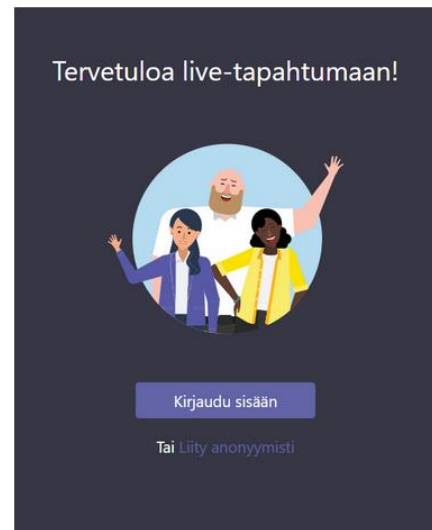 Tervetuloa live-tapahtumaan!
Kirjaudu sisään
Tai Liity anonyymisti